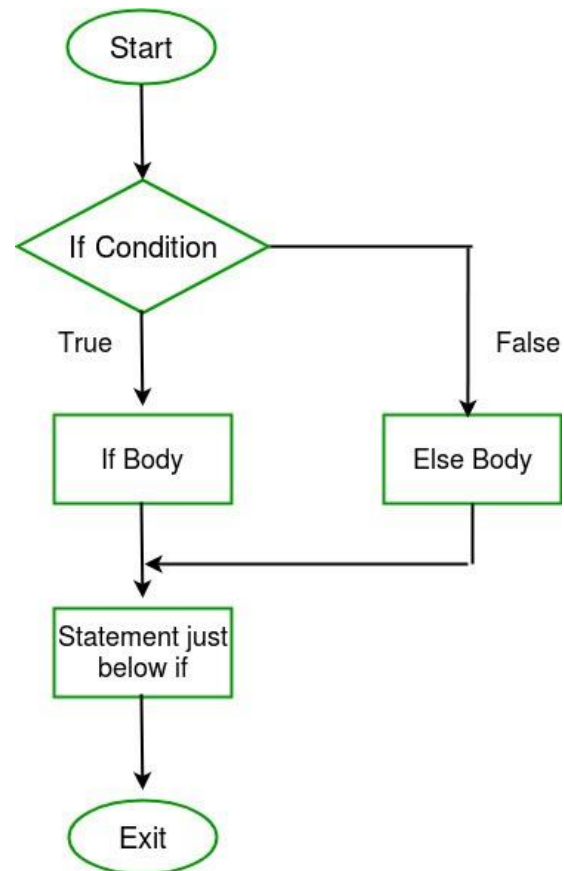 Start
If Condition
True
False
If Body
Else Body
Statement just
below if
Exit